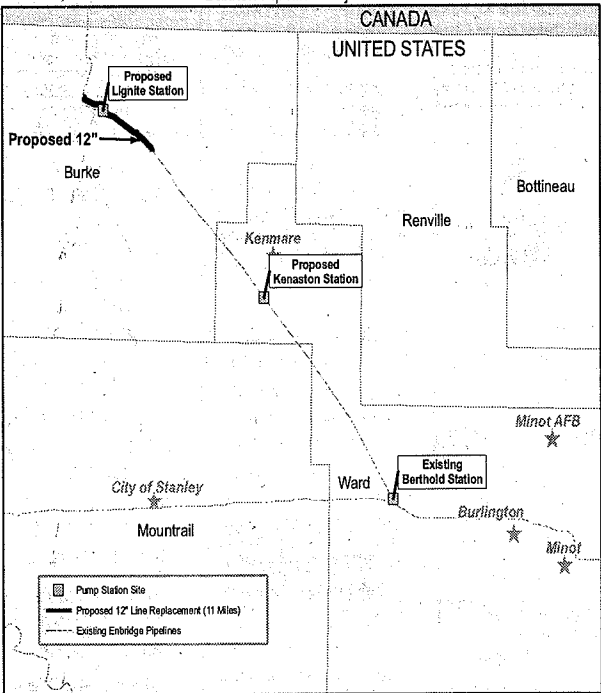 CANADA
UNITED STATES
Proposed
Lignite Station
Proposed 12"
Burke
Bottineau
Renville
Kenmare
Proposed
Kenaston Station
Minot AFB
Existing
Berthold Station
Ward
City of Stanley
Burlington
Mountrail
Minot
Pump Station Site
Proposed 12" Line Replacement (11 Miles)
Existing Enbridge Pipelines